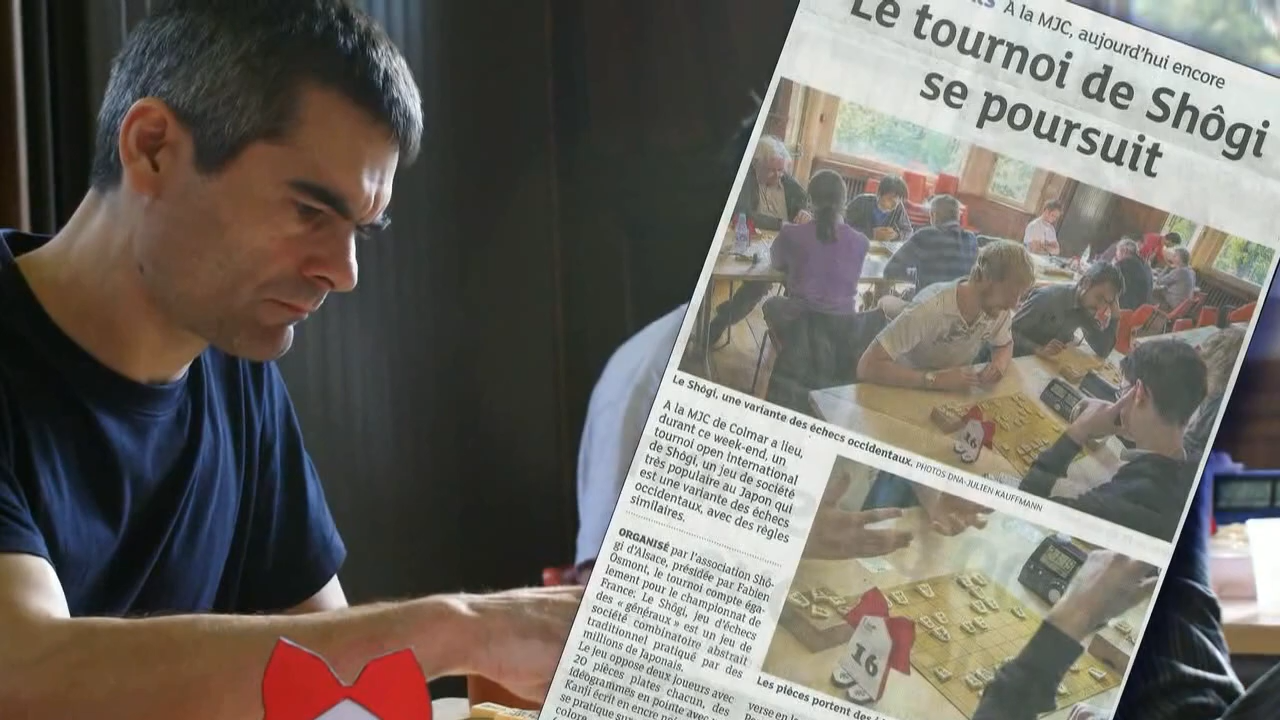 À la MJC, aujourd'hui encore
Le tournoi de Shôgi
se poursuit
Le Shôgi, une variante des échecs occidentaux. PHOTOS DNA-JULIEN KAUFFMANN
A la MJC de Colmar a lieu,
durant ce week-end, un
tournoi open International
de Shôgi, un jeu de société
très populaire au Japon qui
est une variante des échecs
occidentaux, avec des règles
similaires.
ORGANISÉ par l'association Shô-
gi d'Alsace, présidée par Fabien
Osmont, le tournoi compte éga-
lement pour le championnat de
France. Le Shôgi, jeu d'échecs
des « généraux » est un jeu de
société combinatoire abstrait
traditionnel pratiqué par des
millions de Japonais.
Le jeu oppose deux joueurs avec
20 pièces plates chacun, des
idéogrammes en pointe avec
Kanji écrit en encre
se pratique sur
colore
16
16
Les pièces portent des
verse en